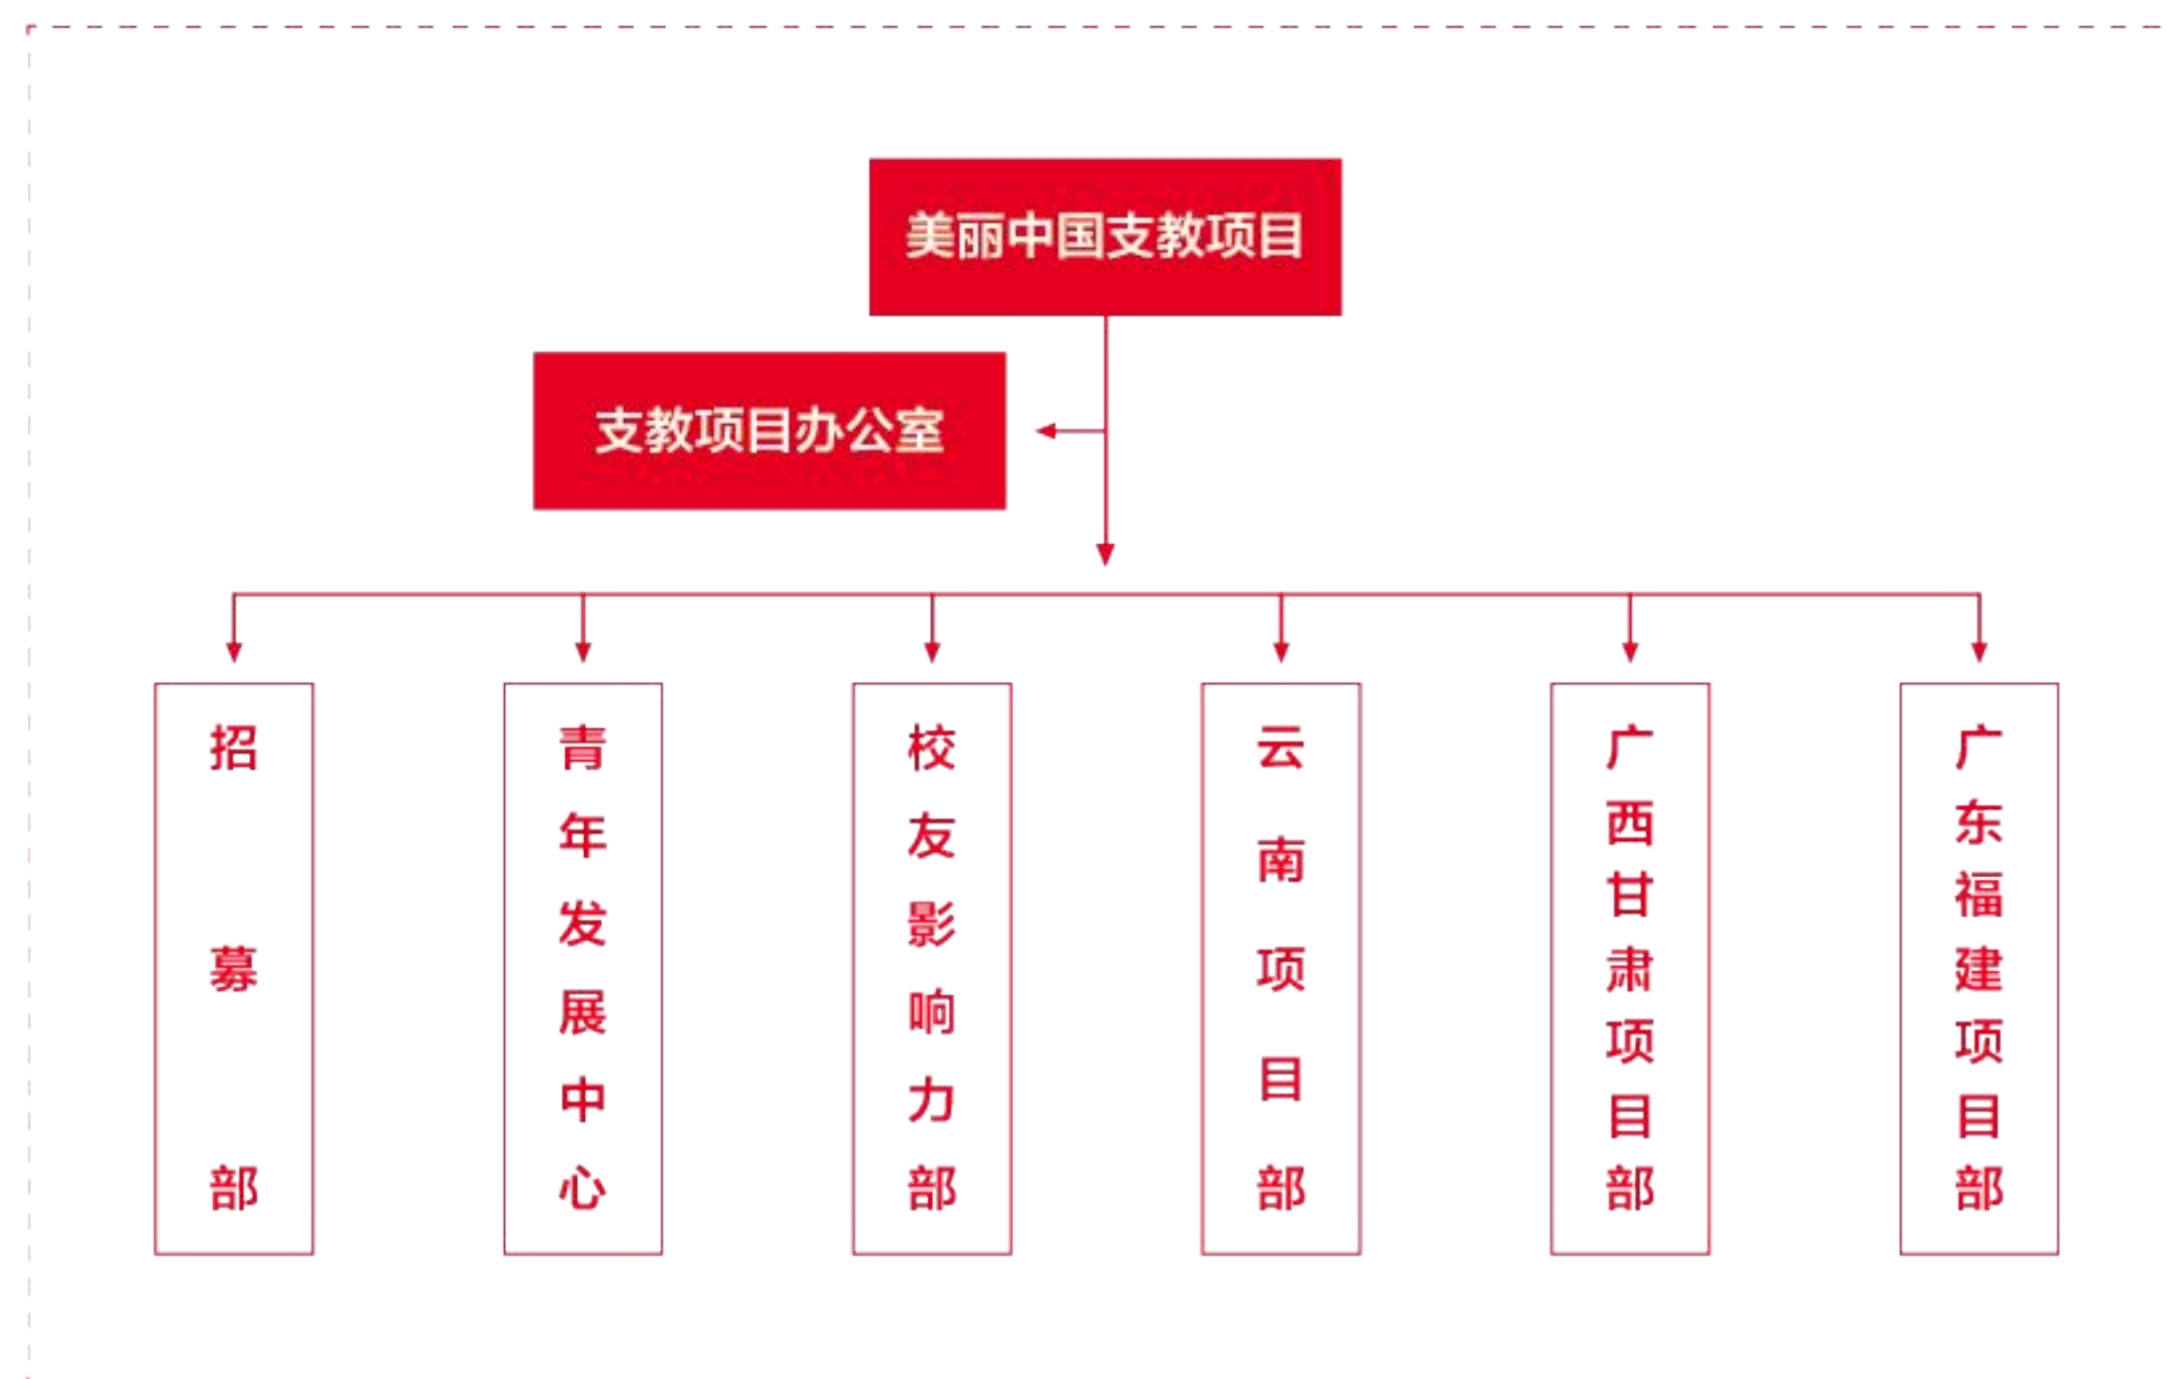 美丽中国支教项目
支教项目办公室
招募部
青年发展中心
校友影响力部
云南项目部
广西甘肃项目部
广东福建项目部